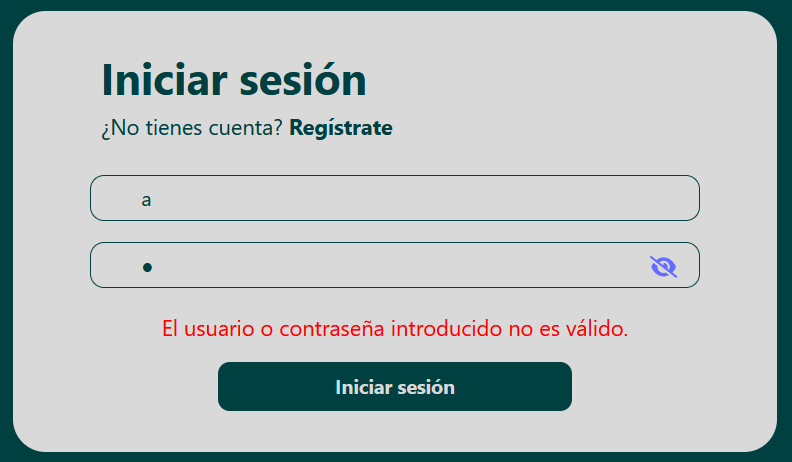 Iniciar sesión
¿No tienes cuenta? Regístrate
a
●
El usuario o contraseña introducido no es válido.
Iniciar sesión